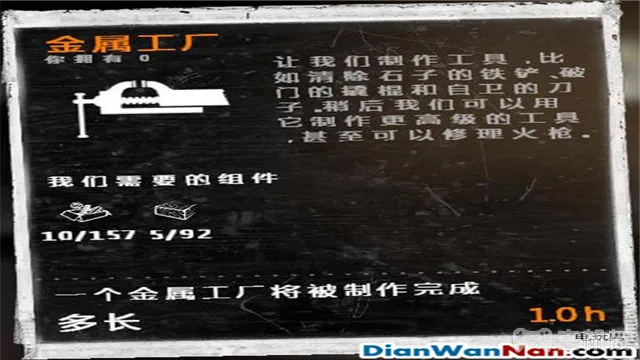 金属工厂
你拥有 0
让我们制作工具,比
如清除石子的铁铲、破
门的撬棍和自卫的刀
子。稍后我们可以用
它制作更高级的工具
,甚至可以修理火枪。
我们需要的组件
10/157 5/92
一个金属工厂将被制作完成
多长
1.0 h
DianWanNan.com